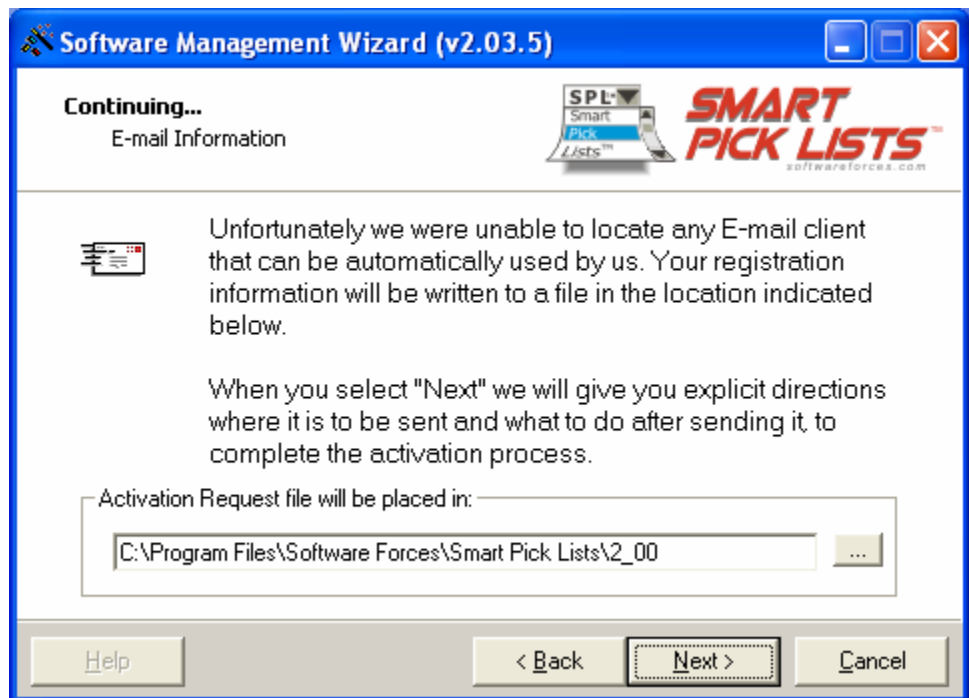 Software Management Wizard (v2.03.5)
Continuing...
E-mail Information
SPL
Smart
Pick
Lists™
SMART
PICK LISTS™
softwareforces.com
Unfortunately we were unable to locate any E-mail client
that can be automatically used by us. Your registration
information will be written to a file in the location indicated
below.
When you select "Next" we will give you explicit directions
where it is to be sent and what to do after sending it, to
complete the activation process.
Activation Request file will be placed in:
C:\Program Files\Software Forces\Smart Pick Lists\2_00
...
Help
< Back
Next >
Cancel